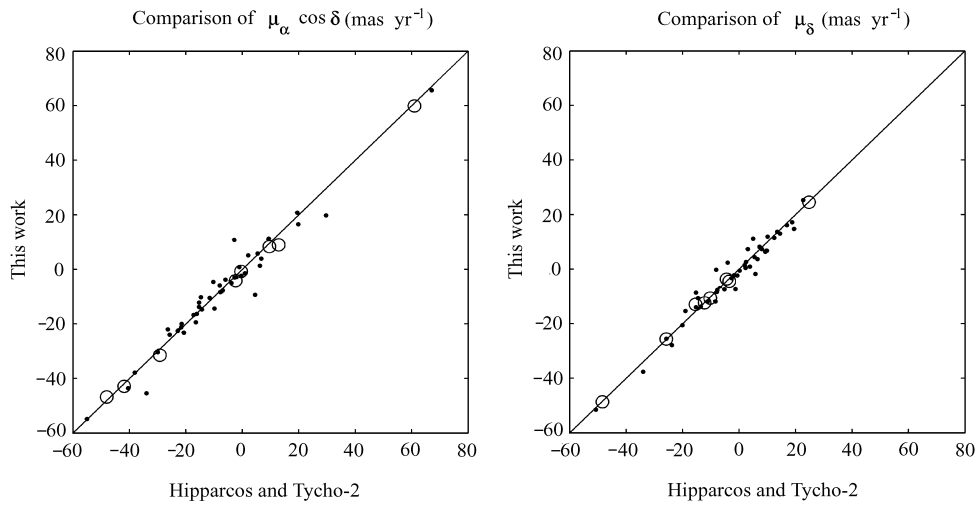 Comparison of μα cos δ (mas yr⁻¹)
This work
80
60
40
20
0
−20
−40
−60
−60 −40 −20 0 20 40 60 80
Hipparcos and Tycho-2
Comparison of μδ (mas yr⁻¹)
This work
80
60
40
20
0
−20
−40
−60
−60 −40 −20 0 20 40 60 80
Hipparcos and Tycho-2